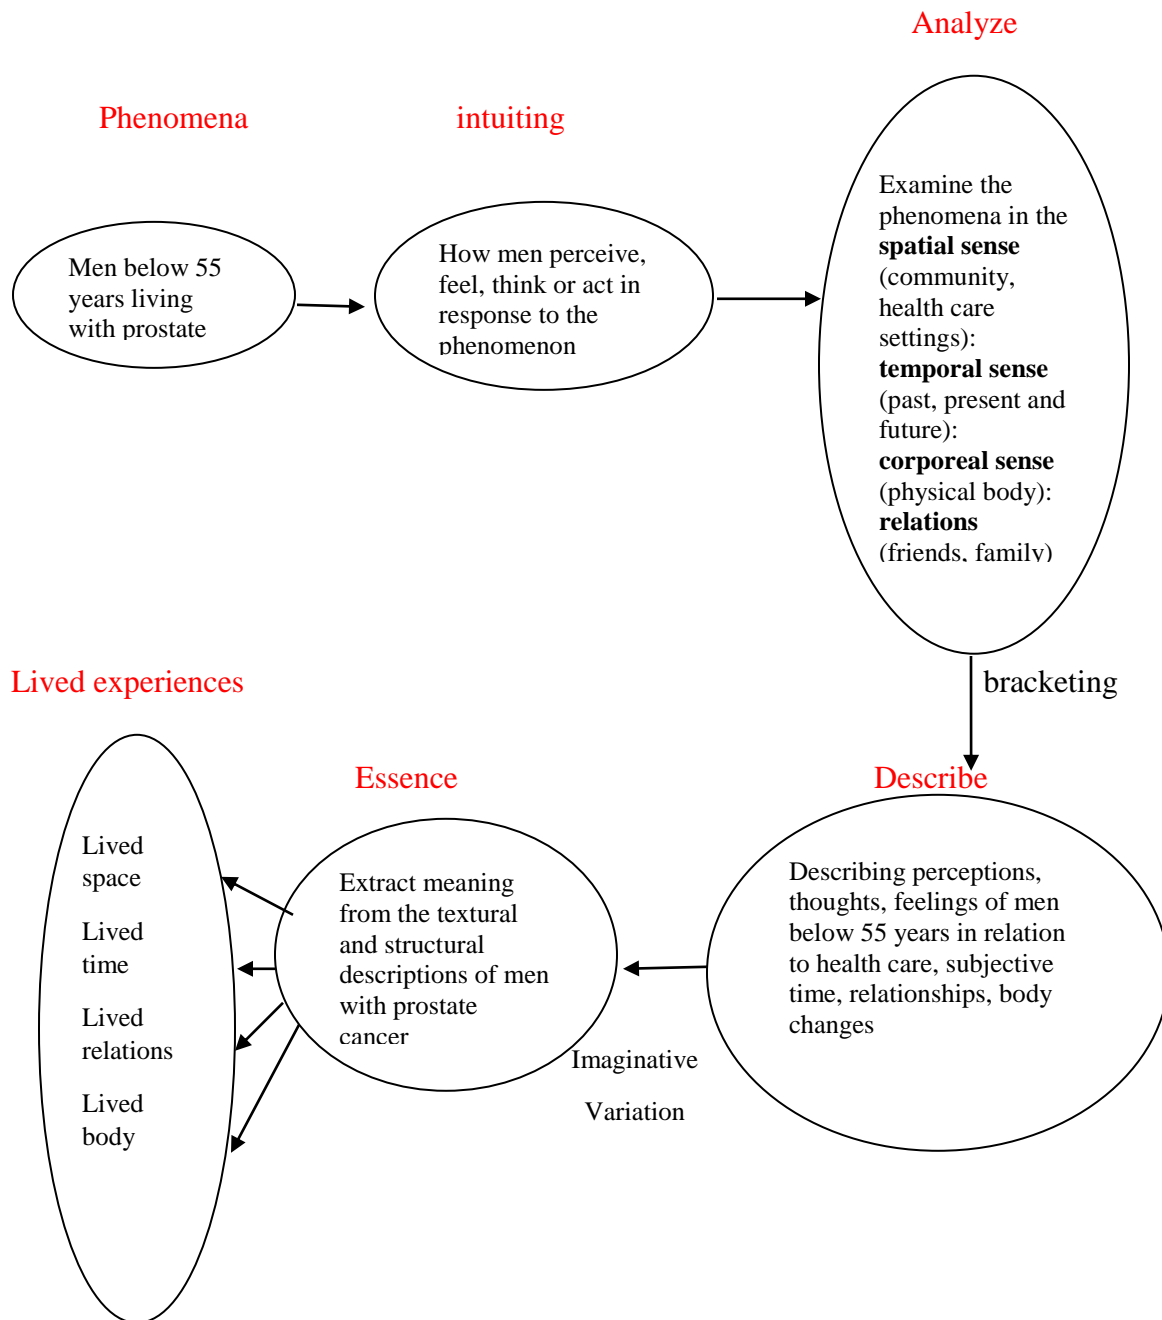 Analyze
Phenomena
intuiting
Men below 55
years living
with prostate
How men perceive,
feel, think or act in
response to the
phenomenon
Examine the
phenomena in the
spatial sense
(community,
health care
settings):
temporal sense
(past, present and
future):
corporeal sense
(physical body):
relations
(friends, family)
bracketing
Lived experiences
Essence
Describe
Lived
space
Lived
time
Lived
relations
Lived
body
Extract meaning
from the textural
and structural
descriptions of men
with prostate
cancer
Imaginative
Variation
Describing perceptions,
thoughts, feelings of men
below 55 years in relation
to health care, subjective
time, relationships, body
changes